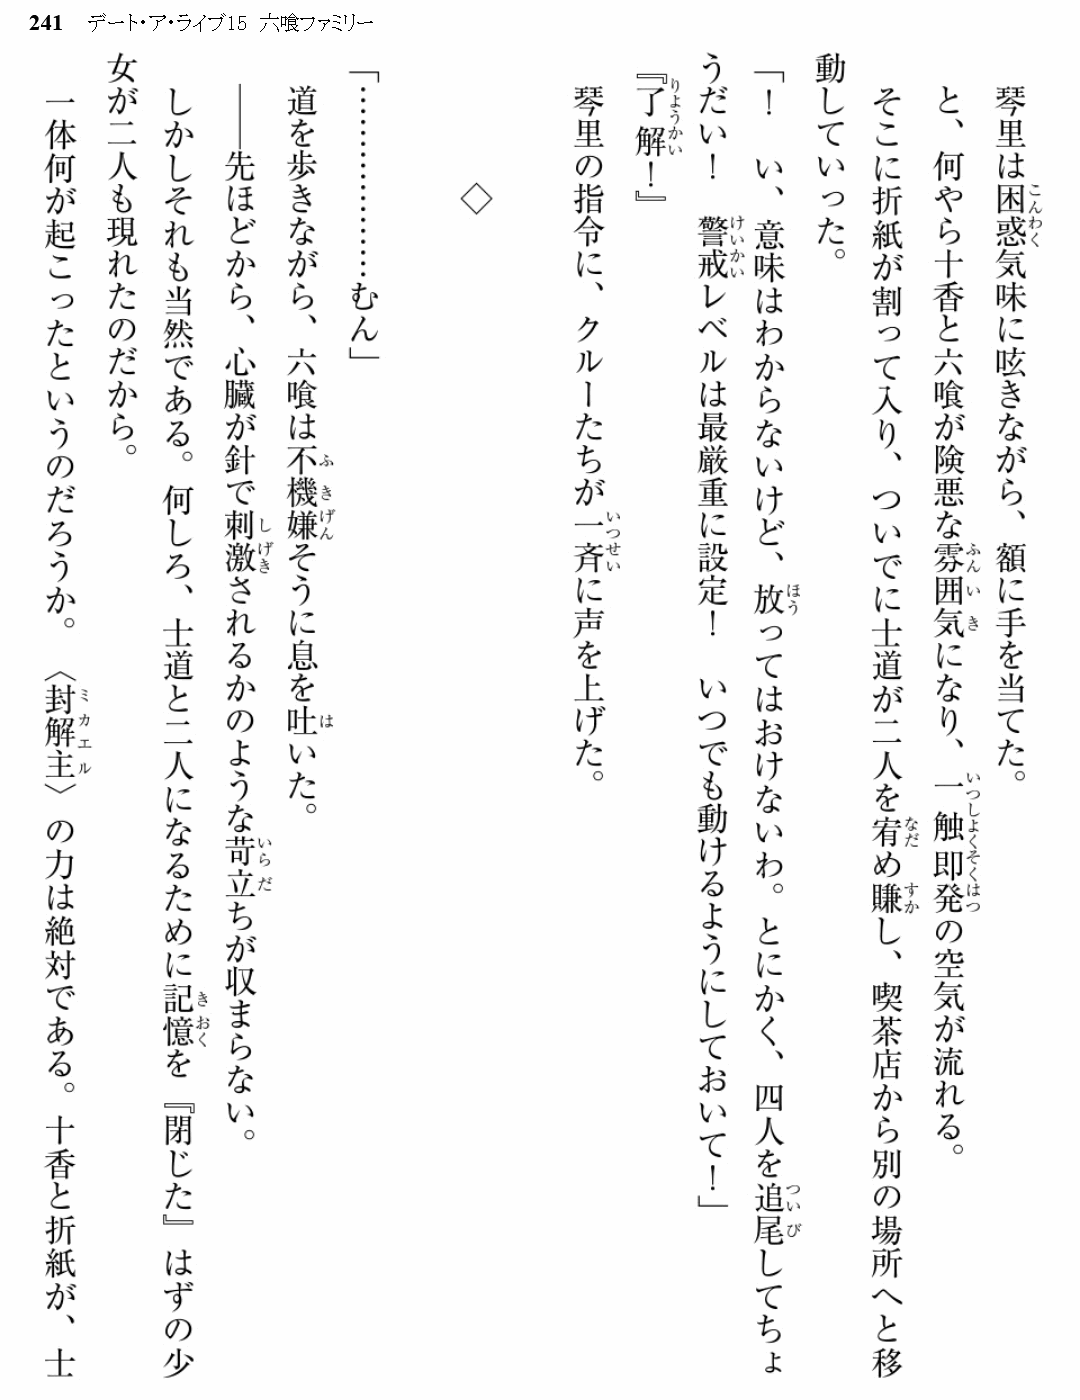 241 デート・ア・ライブ15 六喰ファミリー
琴里は困惑気味に呟きながら、額に手を当てた。
と、何やら十香と六喰が険悪な雰囲気になり、一触即発の空気が流れる。
そこに折紙が割って入り、ついでに士道が二人を宥め賺し、喫茶店から別の場所へと移
動していった。
「！　い、意味はわからないけど、放ってはおけないわ。とにかく、四人を追尾してちょ
うだい！　警戒レベルは最厳重に設定！　いつでも動けるようにしておいて！」
『了解！』
琴里の指令に、クルーたちが一斉に声を上げた。
◇
「………………むん」
道を歩きながら、六喰は不機嫌そうに息を吐いた。
――先ほどから、心臓が針で刺激されるかのような苛立ちが収まらない。
しかしそれも当然である。何しろ、士道と二人になるために記憶を『閉じた』はずの少
女が二人も現れたのだから。
一体何が起こったというのだろうか。〈封解主〉の力は絶対である。十香と折紙が、士